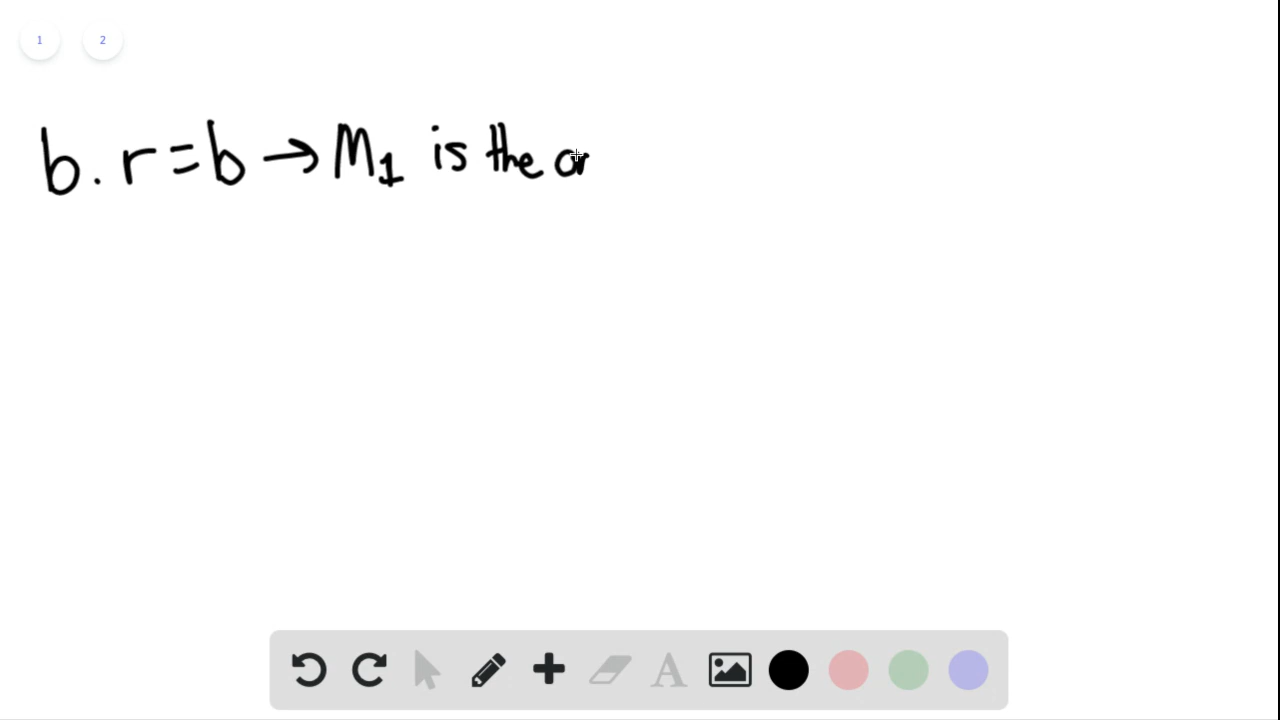 1 2
b. r = b → M₁ is the
A